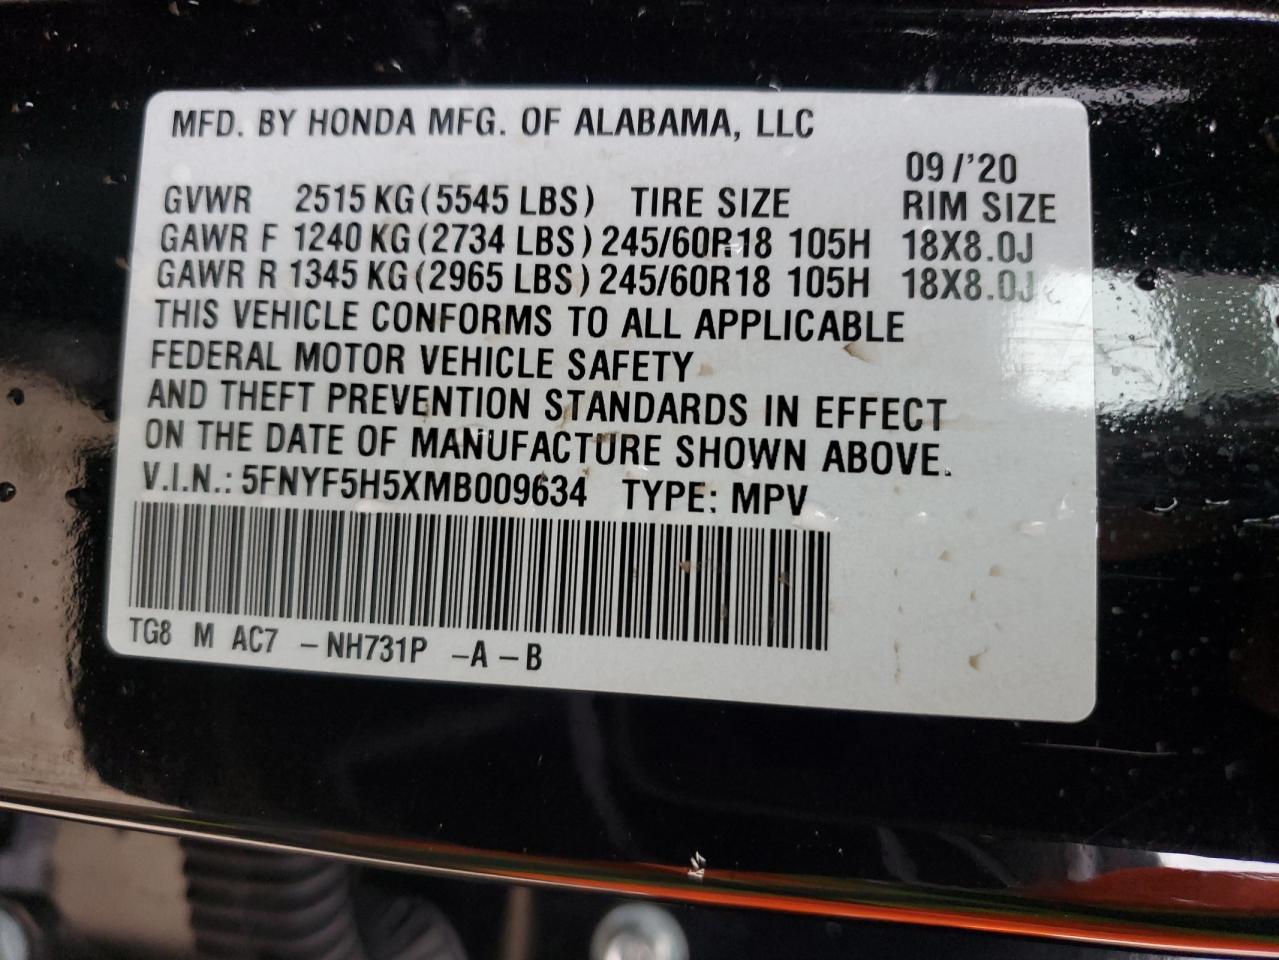 MFD. BY HONDA MFG. OF ALABAMA, LLC
09/'20
GVWR 2515 KG (5545 LBS) TIRE SIZE RIM SIZE
GAWR F 1240 KG (2734 LBS) 245/60R18 105H 18X8.0J
GAWR R 1345 KG (2965 LBS) 245/60R18 105H 18X8.0J
THIS VEHICLE CONFORMS TO ALL APPLICABLE
FEDERAL MOTOR VEHICLE SAFETY
AND THEFT PREVENTION STANDARDS IN EFFECT
ON THE DATE OF MANUFACTURE SHOWN ABOVE.
V.I.N.: 5FNYF5H5XMB009634 TYPE: MPV
TG8 M AC7 -NH731P -A -B